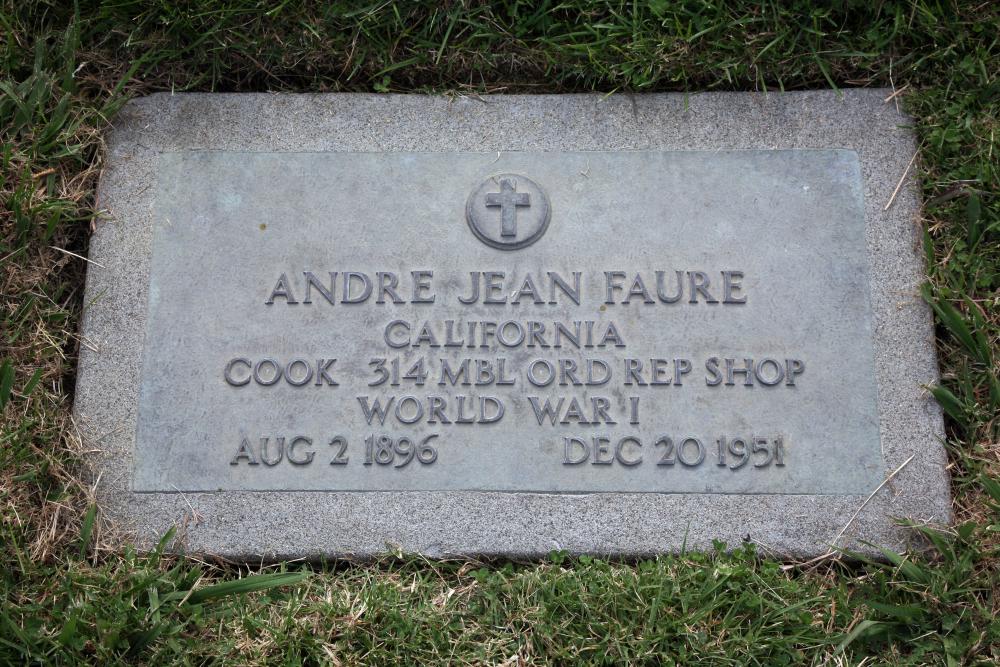 ANDRE JEAN FAURE
CALIFORNIA
COOK 314 MBL ORD REP SHOP
WORLD WAR I
AUG 2 1896 DEC 20 1951